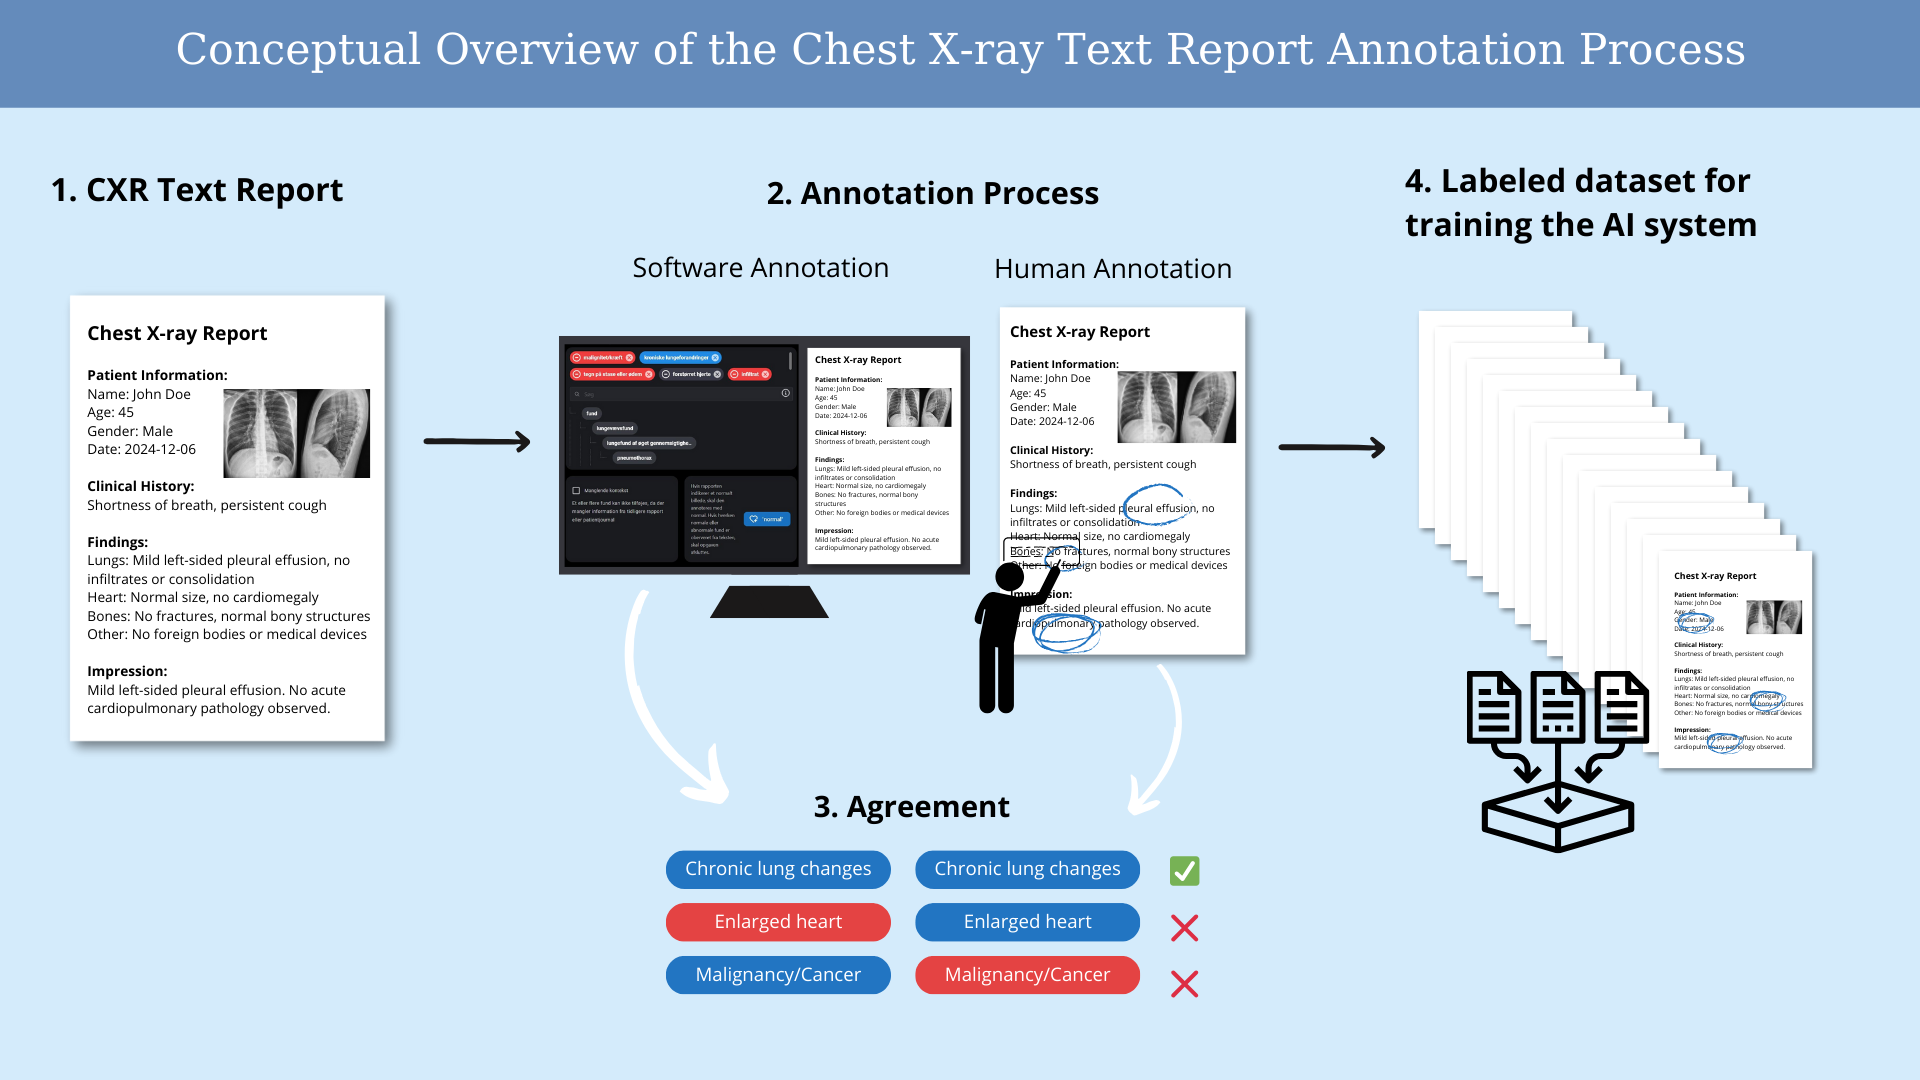 Conceptual Overview of the Chest X-ray Text Report Annotation Process
1. CXR Text Report
Chest X-ray Report
Patient Information:
Name: John Doe
Age: 45
Gender: Male
Date: 2024-12-06
Clinical History:
Shortness of breath, persistent cough
Findings:
Lungs: Mild left-sided pleural effusion, no
infiltrates or consolidation
Heart: Normal size, no cardiomegaly
Bones: No fractures, normal bony structures
Other: No foreign bodies or medical devices
Impression:
Mild left-sided pleural effusion. No acute
cardiopulmonary pathology observed.
2. Annotation Process
Software Annotation
malignitet/kræft
kroniske lungeforandringer
tegn på stase eller ødem
forstørret hjerte
infiltrat
Søg
fund
lungevævsfund
lungefund af øget gennemsigtighe..
pneumothorax
Manglende kontekst
Et eller flere fund kan ikke tilføjes, da der
mangler information fra tidligere rapport
eller patientjournal
Hvis rapporten
indikerer et normalt
billede, skal den
annoteres med
normal. Hvis hverken
normale eller
abnormale fund er
skal opgaven
afsluttes.
'normal'
Chest X-ray Report
Patient Information:
Name: John Doe
Age: 45
Gender: Male
Date: 2024-12-06
Clinical History:
Shortness of breath, persistent cough
Findings:
Lungs: Mild left-sided pleural effusion, no
infiltrates or consolidation
Heart: Normal size, no cardiomegaly
Bones: No fractures, normal bony
structures
Other: No foreign bodies or medical devices
Impression:
Mild left-sided pleural effusion. No acute
cardiopulmonary pathology observed.
Human Annotation
Chest X-ray Report
Patient Information:
Name: John Doe
Age: 45
Gender: Male
Date: 2024-12-06
Clinical History:
Shortness of breath, persistent cough
Findings:
Lungs: Mild left-sided pleural effusion, no
infiltrates or consolidation
Heart: Normal size, no cardiomegaly
Bones: No fractures, normal bony structures
Other: No foreign bodies or medical devices
Impression:
Mild left-sided pleural effusion. No acute
cardiopulmonary pathology observed.
3. Agreement
Chronic lung changes
Chronic lung changes
Enlarged heart
Enlarged heart
Malignancy/Cancer
Malignancy/Cancer
4. Labeled dataset for
training the AI system
Chest X-ray Report
Patient Information:
Name: John Doe
Age: 45
Gender: Male
Date: 2024-12-06
Clinical History:
Shortness of breath, persistent cough
Findings:
Lungs: Mild left-sided pleural effusion, no
infiltrates or consolidation
Heart: Normal size, no cardiomegaly
Bones: No fractures, normal bony structures
Other: No foreign bodies or medical devices
Impression:
Mild left-sided pleural effusion. No acute
cardiopulmonary pathology observed.